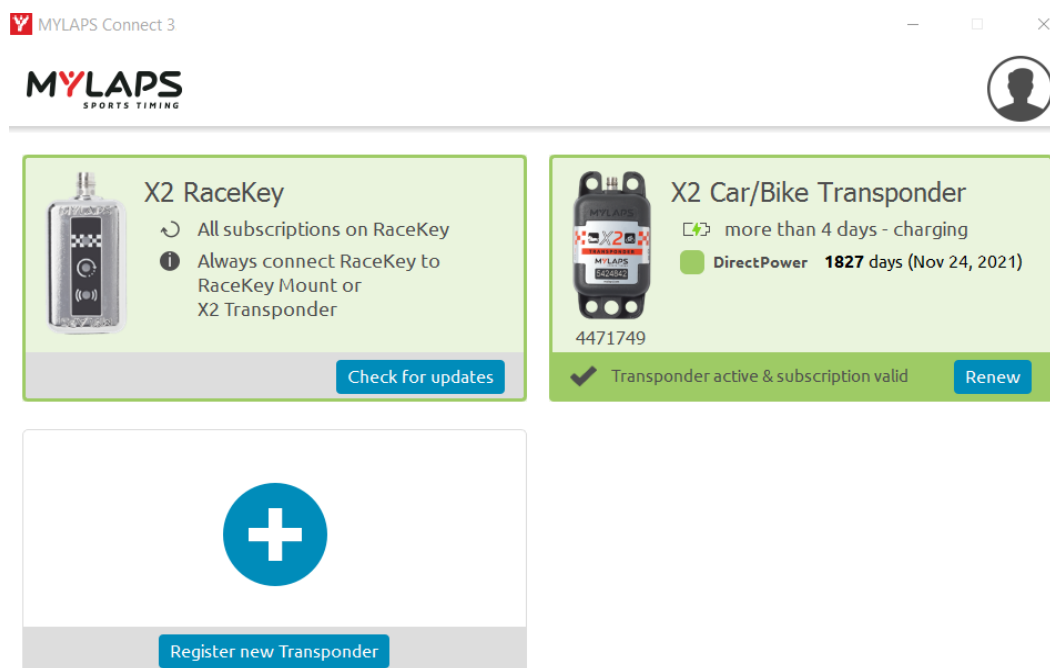 MYLAPS Connect 3
MYLAPS
SPORTS TIMING
X2 RaceKey
All subscriptions on RaceKey
Always connect RaceKey to
RaceKey Mount or
X2 Transponder
Check for updates
X2 Car/Bike Transponder
more than 4 days - charging
DirectPower 1827 days (Nov 24, 2021)
MYLAPS
X2
TRANSPONDER
MYLAPS
5424842
4471749
Transponder active & subscription valid
Renew
Register new Transponder